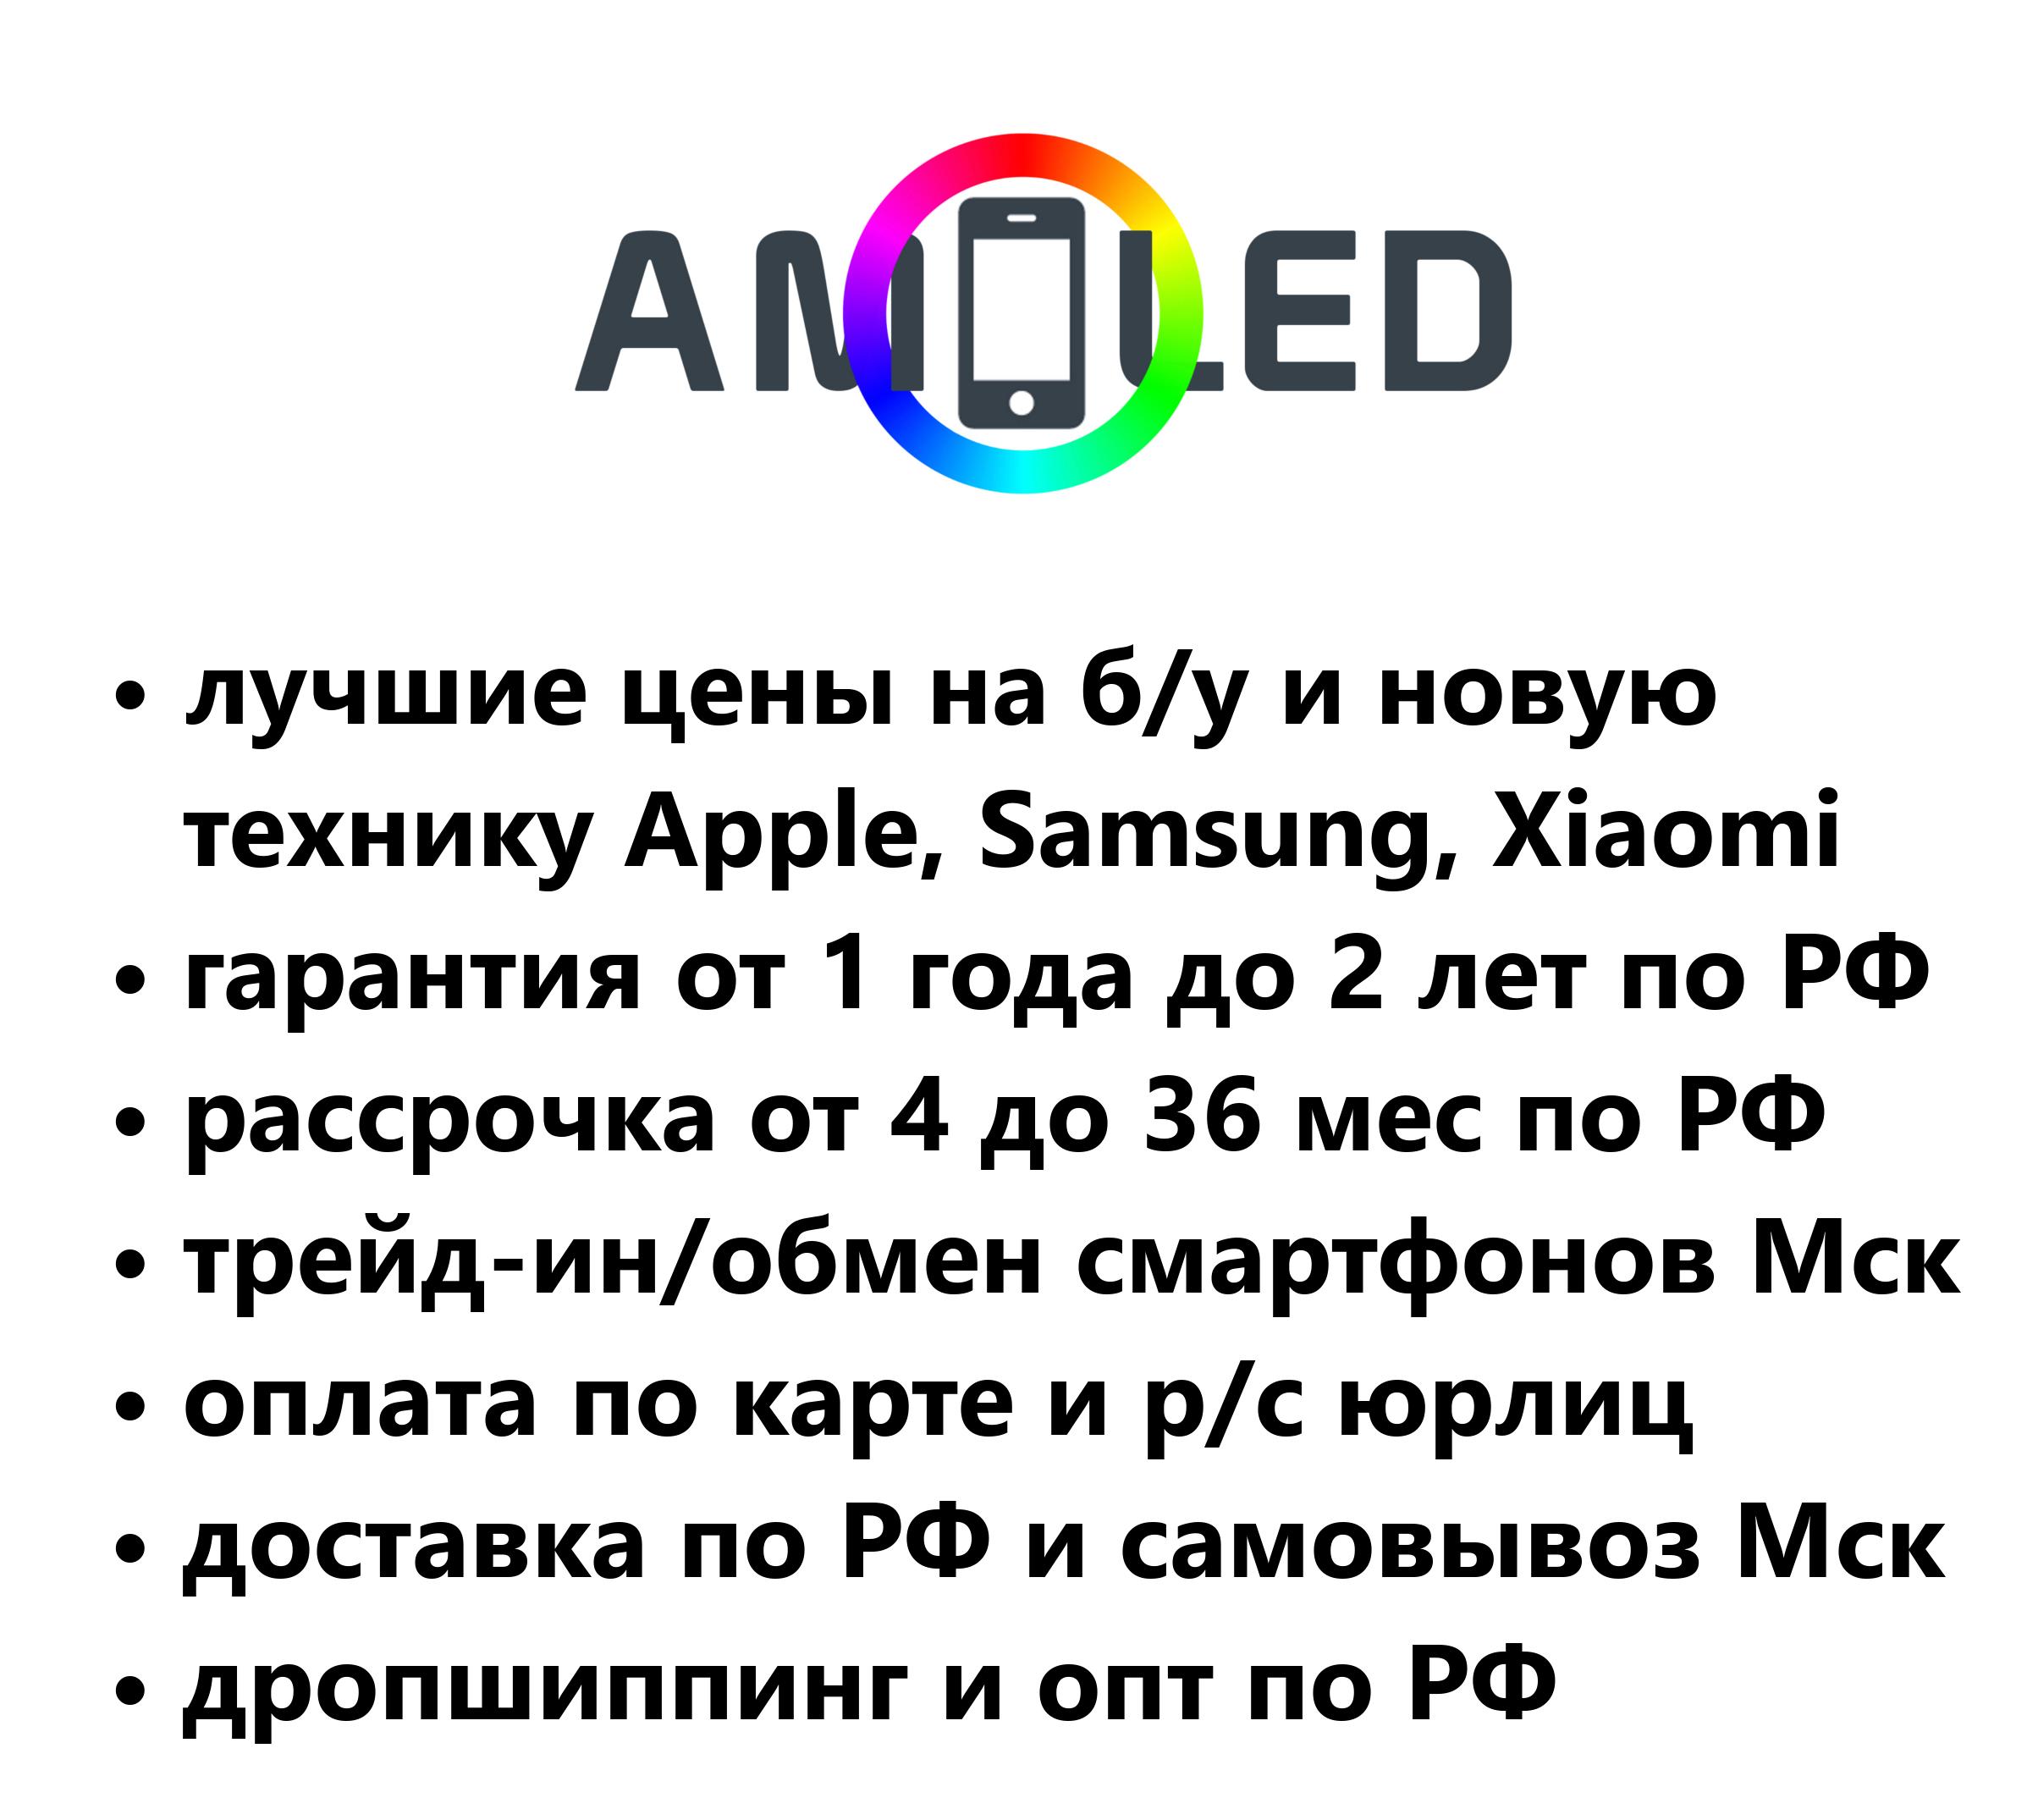 AMOLED
• лучшие цены на б/у и новую
технику Apple, Samsung, Xiaomi
• гарантия от 1 года до 2 лет по РФ
• рассрочка от 4 до 36 мес по РФ
• трейд-ин/обмен смартфонов Мск
• оплата по карте и р/с юрлиц
• доставка по РФ и самовывоз Мск
• дропшиппинг и опт по РФ